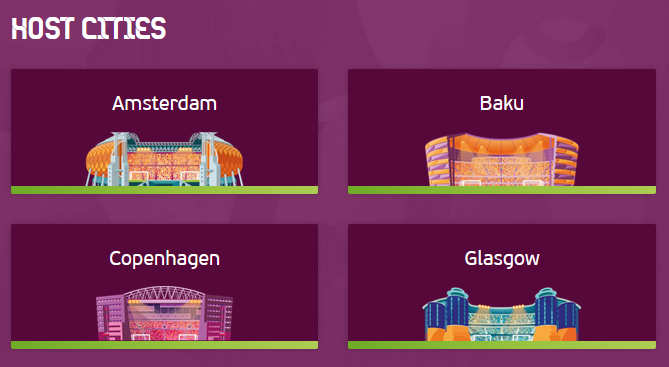 HOST CITIES
Amsterdam
Baku
Copenhagen
Glasgow